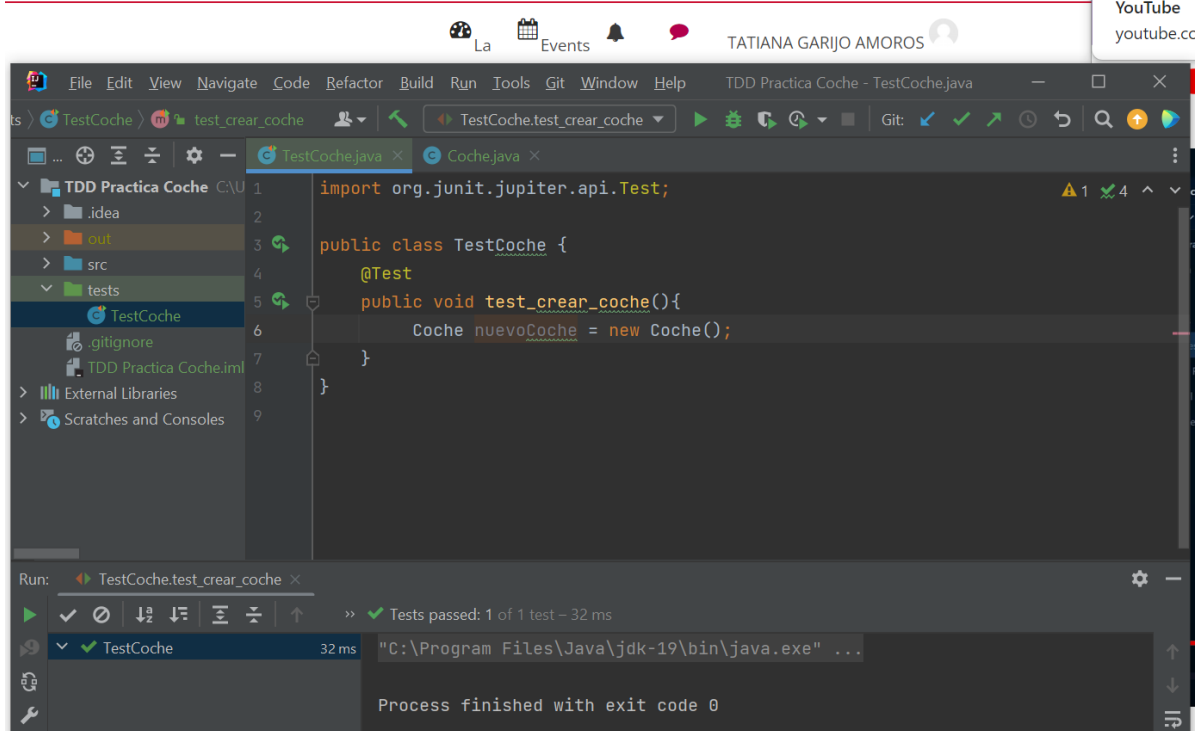 YouTube
youtube.co
La
Events
TATIANA GARIJO AMOROS
File Edit View Navigate Code Refactor Build Run Tools Git Window Help TDD Practica Coche - TestCoche.java
ts TestCoche test_crear_coche TestCoche.test_crear_coche Git:
... TestCoche.java Coche.java
TDD Practica Coche C:\U
.idea
out
src
tests
TestCoche
.gitignore
TDD Practica Coche.iml
External Libraries
Scratches and Consoles
1 import org.junit.jupiter.api.Test;
2
3 public class TestCoche {
4 @Test
5 public void test_crear_coche(){
6 Coche nuevoCoche = new Coche();
7 }
8 }
9
1 4
Run: TestCoche.test_crear_coche
Tests passed: 1 of 1 test – 32 ms
TestCoche 32 ms
"C:\Program Files\Java\jdk-19\bin\java.exe" ...
Process finished with exit code 0